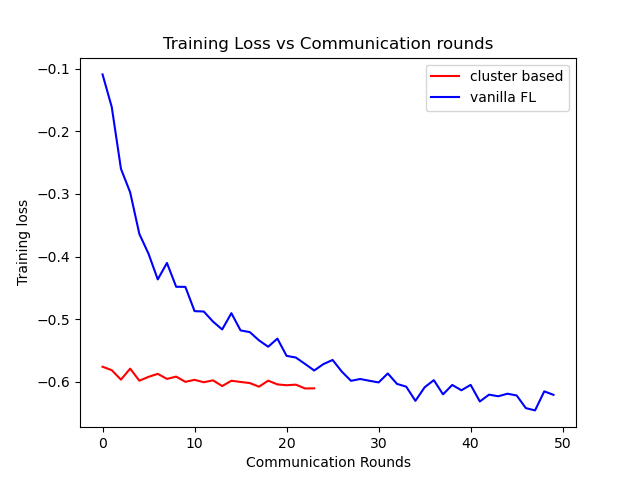 Training Loss vs Communication rounds
cluster based
vanilla FL
−0.1
−0.2
−0.3
−0.4
−0.5
−0.6
Training loss
0
10
20
30
40
50
Communication Rounds